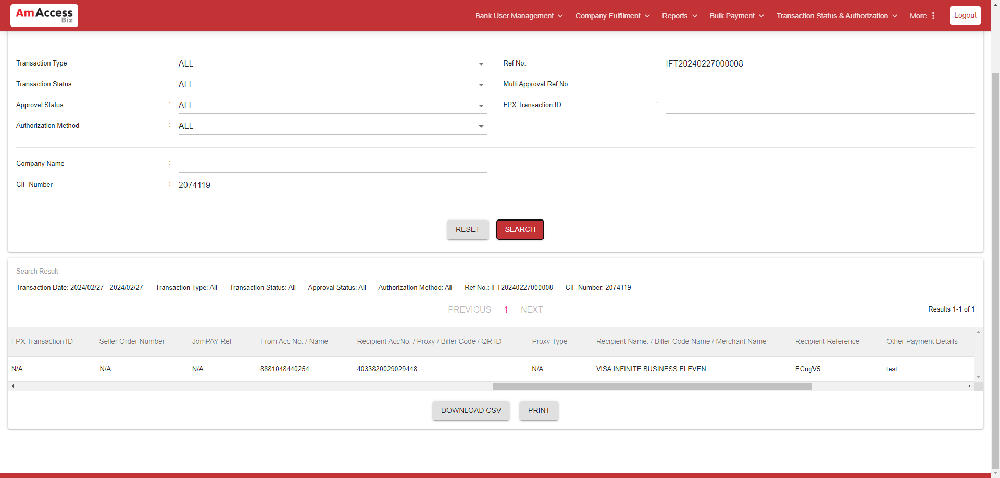 AmAccess
Biz
Bank User Management
Company Fulfilment
Reports
Bulk Payment
Transaction Status & Authorization
More
Logout
Transaction Type : ALL
Ref No. : IFT20240227000008
Transaction Status : ALL
Multi Approval Ref No. :
Approval Status : ALL
FPX Transaction ID :
Authorization Method : ALL
Company Name :
CIF Number : 2074119
RESET
SEARCH
Search Result
Transaction Date: 2024/02/27 - 2024/02/27 Transaction Type: All Transaction Status: All Approval Status: All Authorization Method: All Ref No.: IFT20240227000008 CIF Number: 2074119
PREVIOUS 1 NEXT
Results 1-1 of 1
FPX Transaction ID Seller Order Number JomPAY Ref From Acc No. / Name Recipient AccNo. / Proxy / Biller Code / QR ID Proxy Type Recipient Name. / Biller Code Name / Merchant Name Recipient Reference Other Payment Details
N/A N/A N/A 8881048440254 4033820029029448 N/A VISA INFINITE BUSINESS ELEVEN ECngV5 test
DOWNLOAD CSV
PRINT